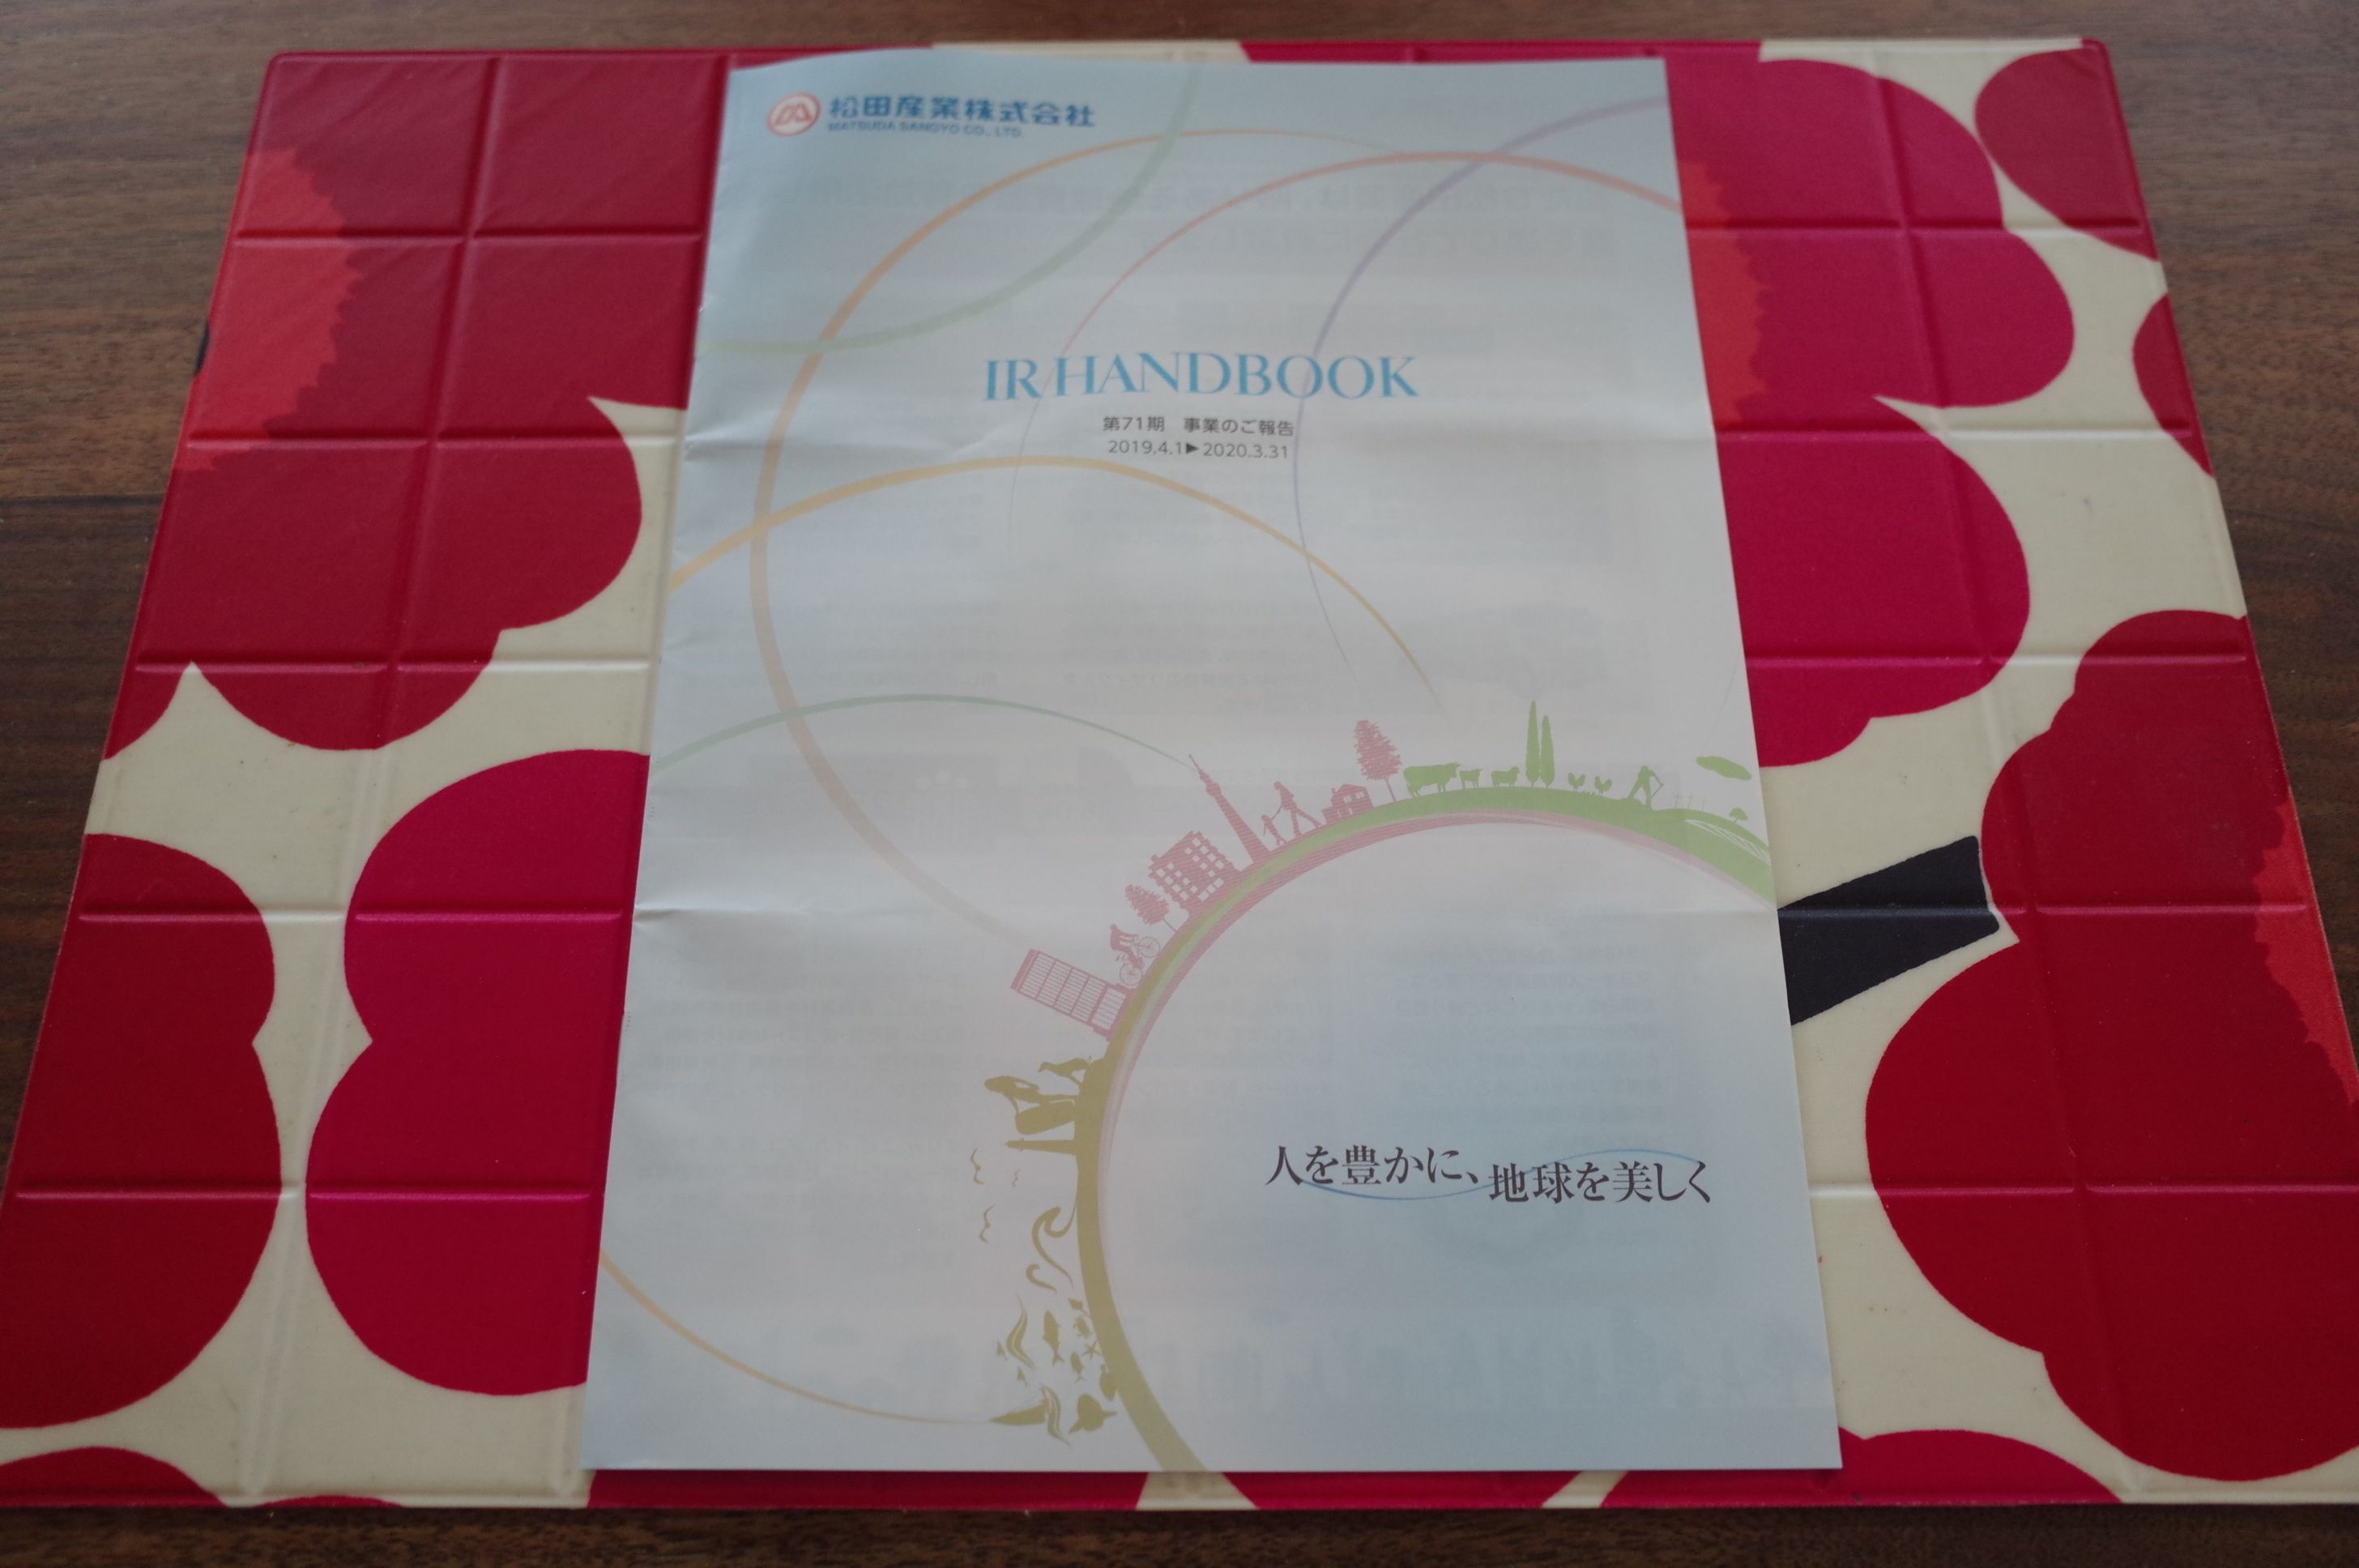 松田産業株式会社
MATSUDA SANGYO CO., LTD.
IR HANDBOOK
第71期 事業のご報告
2019.4.1▶2020.3.31
人を豊かに、地球を美しく